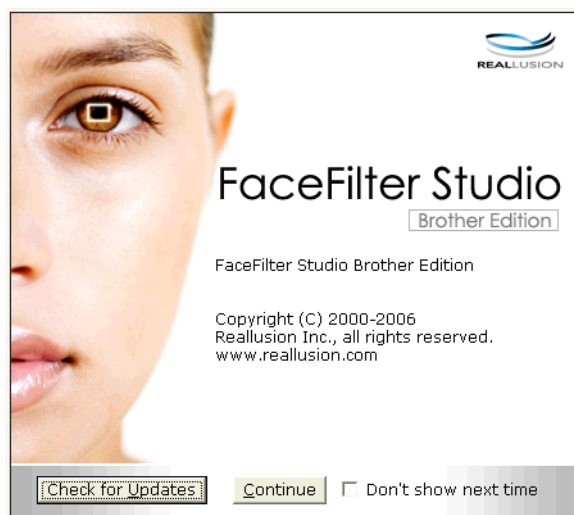 REALLUSION
FaceFilter Studio
Brother Edition
FaceFilter Studio Brother Edition
Copyright (C) 2000-2006
Reallusion Inc., all rights reserved.
www.reallusion.com
Check for Updates Continue Don't show next time